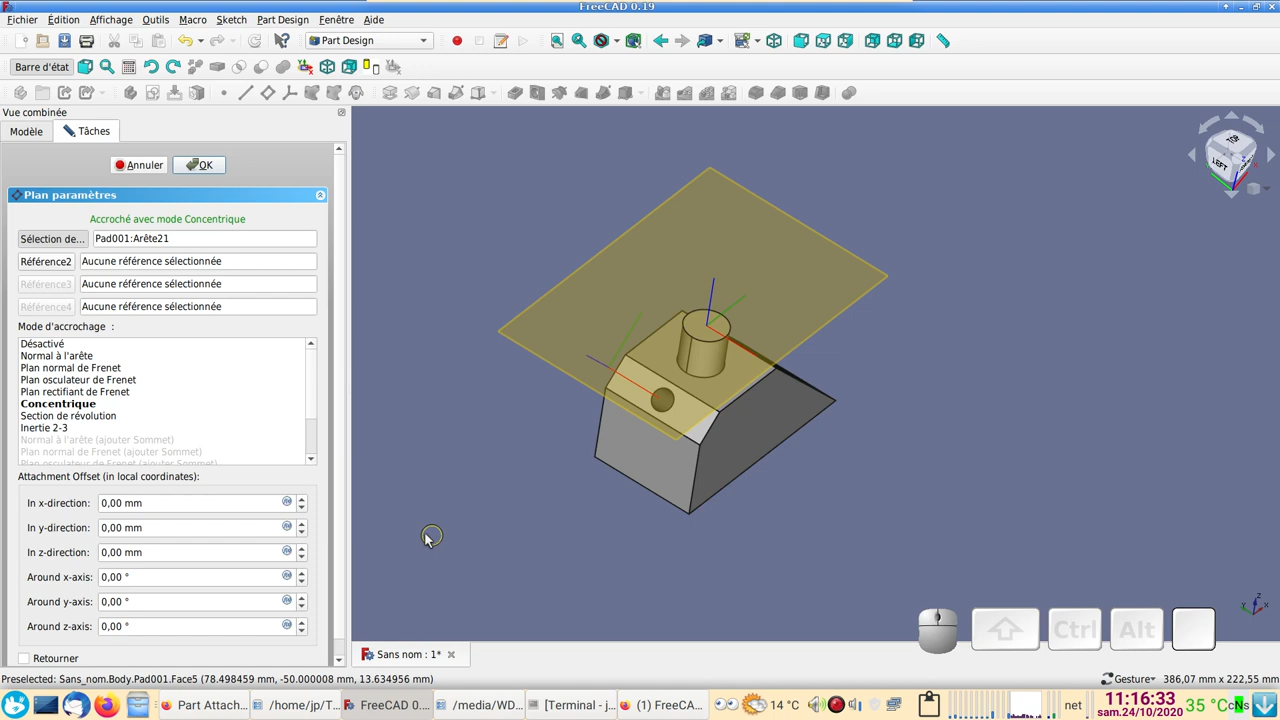 FreeCAD 0.19
Fichier Édition Affichage Outils Macro Sketch Part Design Fenêtre Aide
Part Design
Barre d'état
Vue combinée
Modèle Tâches
Annuler OK
Plan paramètres
Accroché avec mode Concentrique
Sélection de... Pad001:Arête21
Référence2 Aucune référence sélectionnée
Référence3 Aucune référence sélectionnée
Référence4 Aucune référence sélectionnée
Mode d'accrochage :
Désactivé
Normal à l'arête
Plan normal de Frenet
Plan osculateur de Frenet
Plan rectifiant de Frenet
Concentrique
Section de révolution
Inertie 2-3
Normal à l'arête (ajouter Sommet)
Plan normal de Frenet (ajouter Sommet)
Plan osculateur de Frenet (ajouter Sommet)
Attachment Offset (in local coordinates):
In x-direction: 0,00 mm
In y-direction: 0,00 mm
In z-direction: 0,00 mm
Around x-axis: 0,00 °
Around y-axis: 0,00 °
Around z-axis: 0,00 °
Retourner
TOP
LEFT
Y Z X
Ctrl Alt
Sans nom : 1*
Preselected: Sans_nom.Body.Pad001.Face5 (78.498459 mm, -50.000008 mm, 13.634956 mm)
Gesture 386,07 mm x 222,55 mm
Part Attach... /home/jp/T... FreeCAD 0.... /media/WD... [Terminal - j... (1) FreeCA... 14 °C net 11:16:33 35 °C
sam.24/10/2020